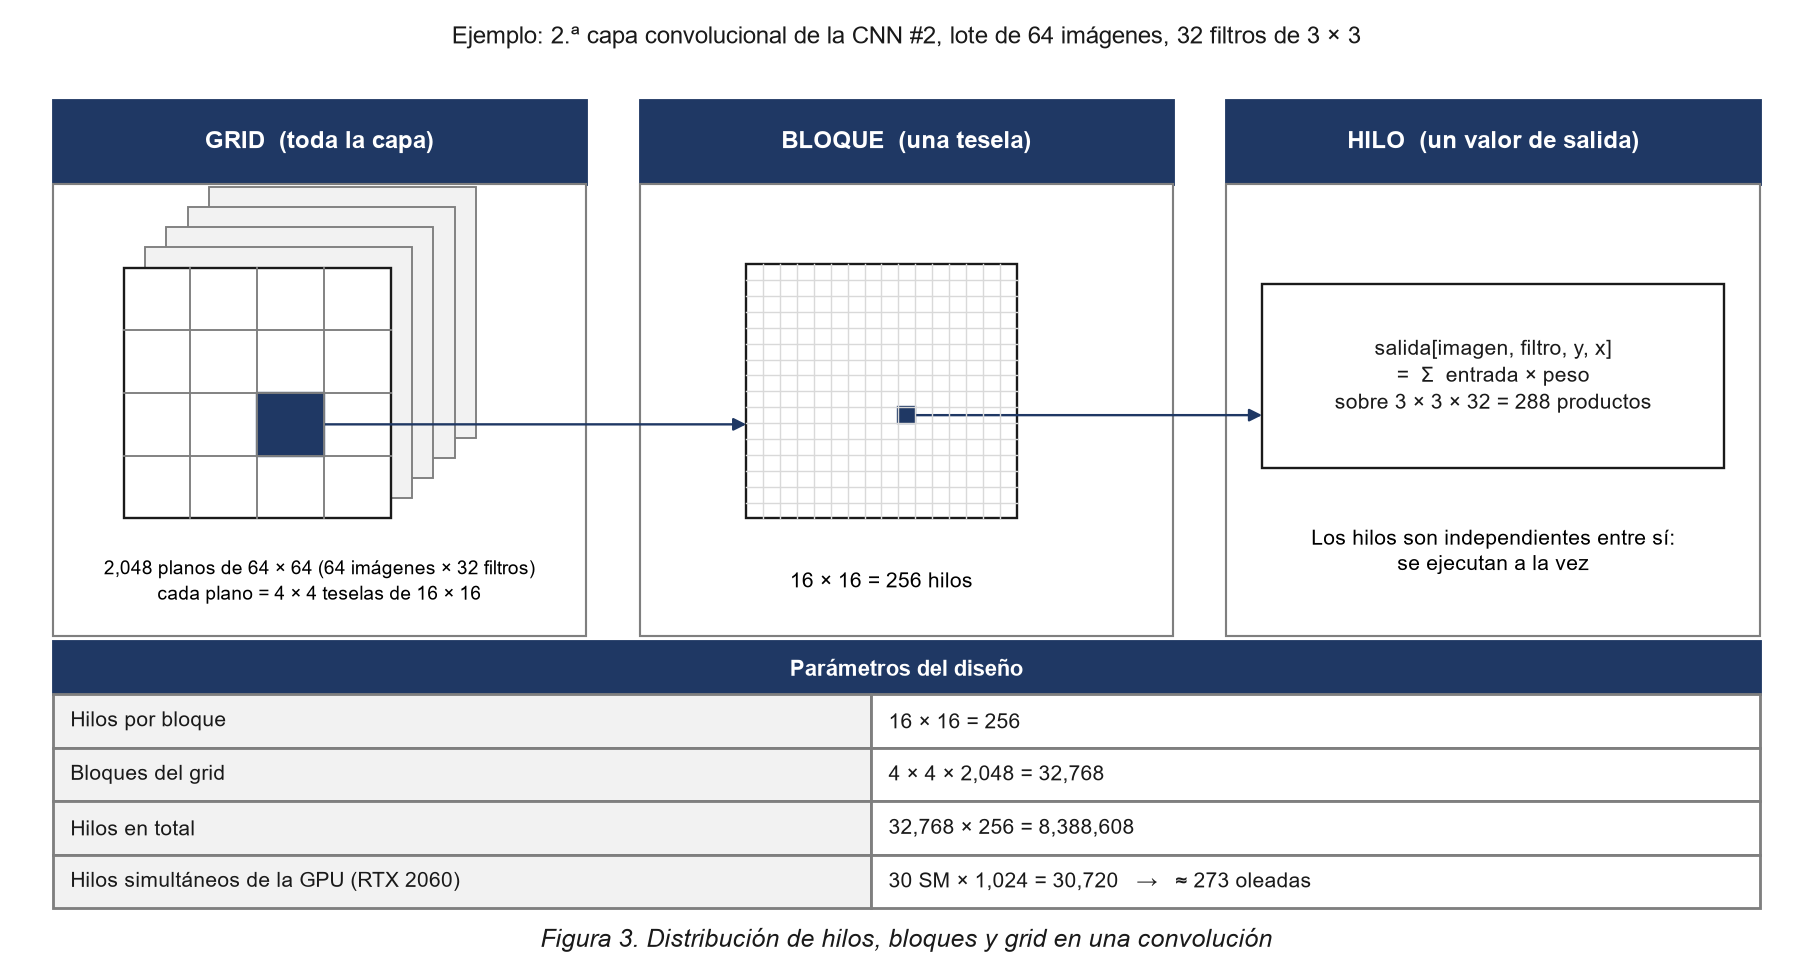 Ejemplo: 2.ª capa convolucional de la CNN #2, lote de 64 imágenes, 32 filtros de 3 × 3
GRID (toda la capa)
2,048 planos de 64 × 64 (64 imágenes × 32 filtros)
cada plano = 4 × 4 teselas de 16 × 16
BLOQUE (una tesela)
16 × 16 = 256 hilos
HILO (un valor de salida)
salida[imagen, filtro, y, x]
= Σ entrada × peso
sobre 3 × 3 × 32 = 288 productos
Los hilos son independientes entre sí:
se ejecutan a la vez
Parámetros del diseño
Hilos por bloque
16 × 16 = 256
Bloques del grid
4 × 4 × 2,048 = 32,768
Hilos en total
32,768 × 256 = 8,388,608
Hilos simultáneos de la GPU (RTX 2060)
30 SM × 1,024 = 30,720 → ≈ 273 oleadas
Figura 3. Distribución de hilos, bloques y grid en una convolución